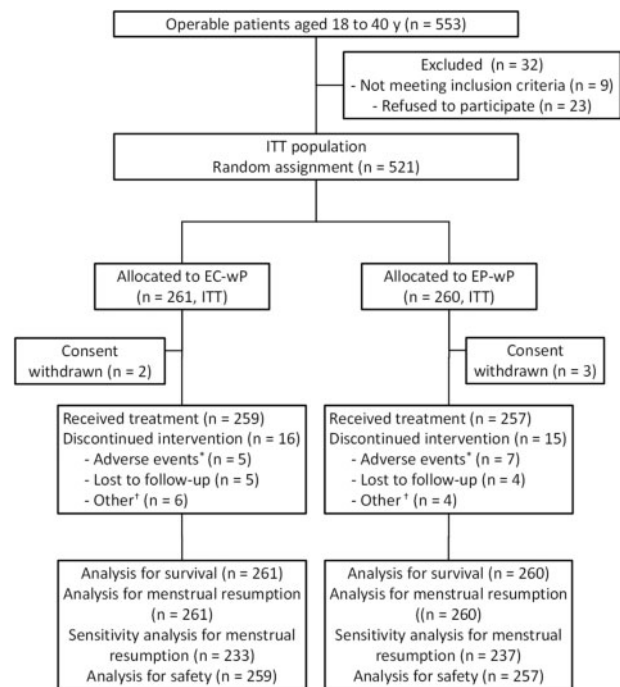 Operable patients aged 18 to 40 y (n = 553)
Excluded (n = 32)
- Not meeting inclusion criteria (n = 9)
- Refused to participate (n = 23)
ITT population
Random assignment (n = 521)
Allocated to EC-wP
(n = 261, ITT)
Allocated to EP-wP
(n = 260, ITT)
Consent
withdrawn (n = 2)
Consent
withdrawn (n = 3)
Received treatment (n = 259)
Discontinued intervention (n = 16)
- Adverse events* (n = 5)
- Lost to follow-up (n = 5)
- Other† (n = 6)
Received treatment (n = 257)
Discontinued intervention (n = 15)
- Adverse events* (n = 7)
- Lost to follow-up (n = 4)
- Other † (n = 4)
Analysis for survival (n = 261)
Analysis for menstrual resumption
(n = 261)
Sensitivity analysis for menstrual
resumption (n = 233)
Analysis for safety (n = 259)
Analysis for survival (n = 260)
Analysis for menstrual resumption
((n = 260)
Sensitivity analysis for menstrual
resumption (n = 237)
Analysis for safety (n = 257)